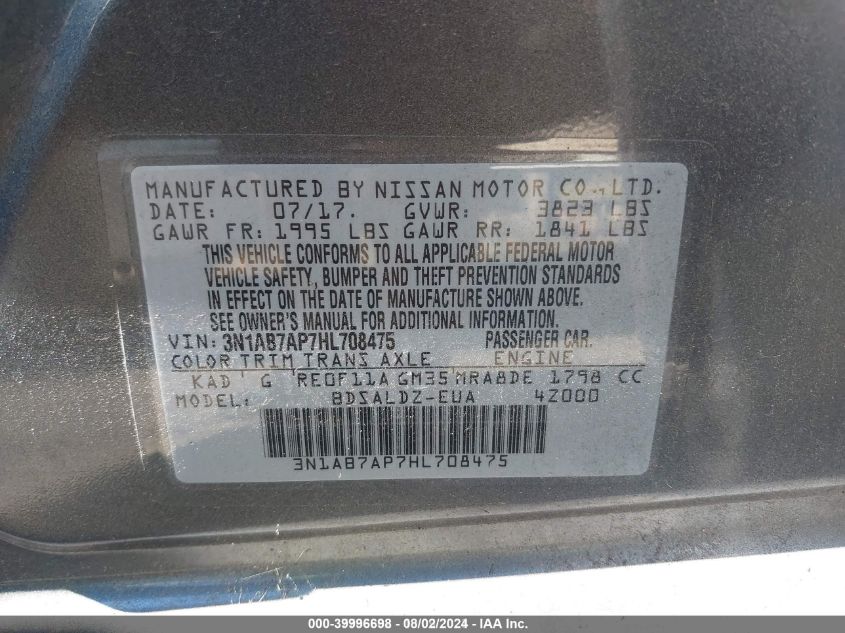 MANUFACTURED BY NISSAN MOTOR CO., LTD.
DATE: 07/17. GVWR: 3823 LBS
GAWR FR: 1995 LBS GAWR RR: 1841 LBS
THIS VEHICLE CONFORMS TO ALL APPLICABLE FEDERAL MOTOR
VEHICLE SAFETY, BUMPER AND THEFT PREVENTION STANDARDS
IN EFFECT ON THE DATE OF MANUFACTURE SHOWN ABOVE.
SEE OWNER'S MANUAL FOR ADDITIONAL INFORMATION.
VIN: 3N1AB7AP7HL708475 PASSENGER CAR.
COLOR TRIM TRANS AXLE ENGINE
KAD G RE0F11A GM35 MRA8DE 1798 CC
MODEL: BDSALDZ-EUA 4Z000
3N1AB7AP7HL708475
000-39996698 - 08/02/2024 - IAA Inc.